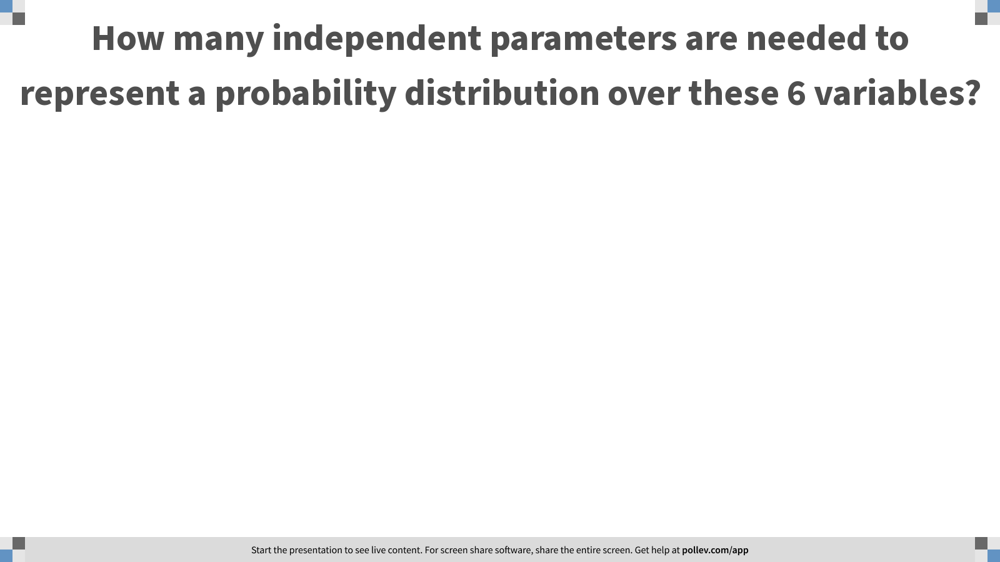 How many independent parameters are needed to
represent a probability distribution over these 6 variables?
Start the presentation to see live content. For screen share software, share the entire screen. Get help at pollev.com/app